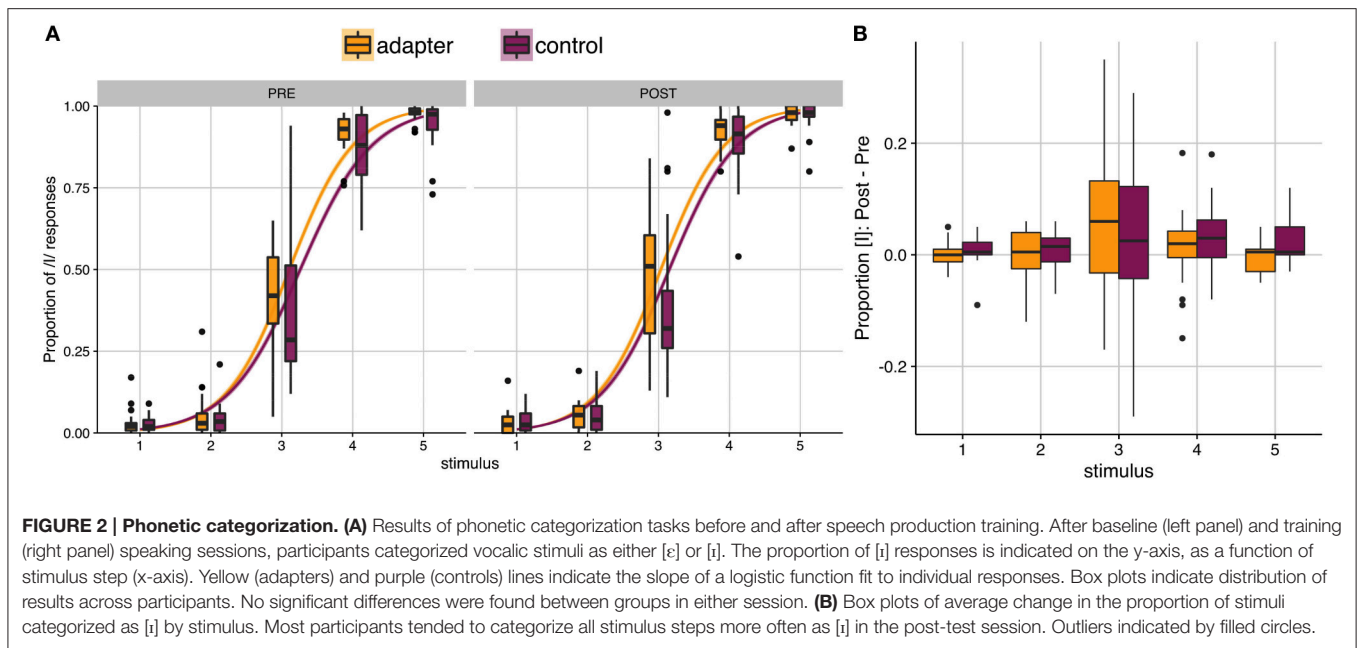 A
adapter control
B
PRE POST
Proportion of /I/ responses
1.00
0.75
0.50
0.25
0.00
1 2 3 4 5 1 2 3 4 5
stimulus
Proportion [I]: Post - Pre
0.2
0.0
-0.2
1 2 3 4 5
stimulus
FIGURE 2 | Phonetic categorization. (A) Results of phonetic categorization tasks before and after speech production training. After baseline (left panel) and training
(right panel) speaking sessions, participants categorized vocalic stimuli as either [ε] or [ɪ]. The proportion of [ɪ] responses is indicated on the y-axis, as a function of
stimulus step (x-axis). Yellow (adapters) and purple (controls) lines indicate the slope of a logistic function fit to individual responses. Box plots indicate distribution of
results across participants. No significant differences were found between groups in either session. (B) Box plots of average change in the proportion of stimuli
categorized as [ɪ] by stimulus. Most participants tended to categorize all stimulus steps more often as [ɪ] in the post-test session. Outliers indicated by filled circles.